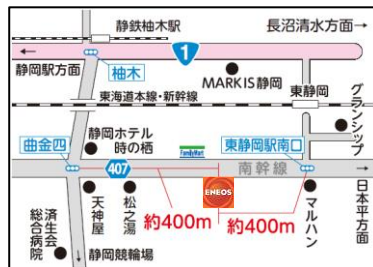 静鉄柚木駅
長沼清水方面→
←
静岡駅方面
柚木
1
MARKIS静岡
東海道本線・新幹線
東静岡
グランシップ
曲金四
静岡ホテル
時の栖
FamilyMart
東静岡駅南口
407
ENEOS
南幹線
→
日本平方面
天神屋
松之湯
約400m
約400m
マルハン
済生会
総合病院
静岡競輪場